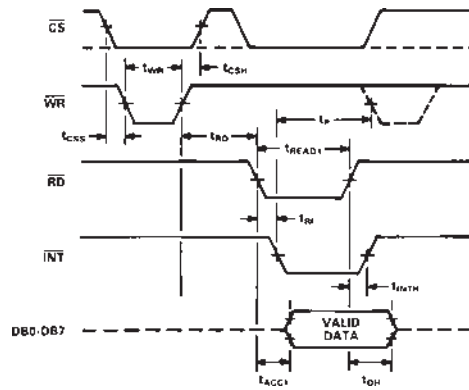 CS
tWR
tCSH
WR
tCSS
tRD
tP
tREAD1
RD
tRI
INT
tINTH
VALID
DATA
DB0-DB7
tACC1
tDH